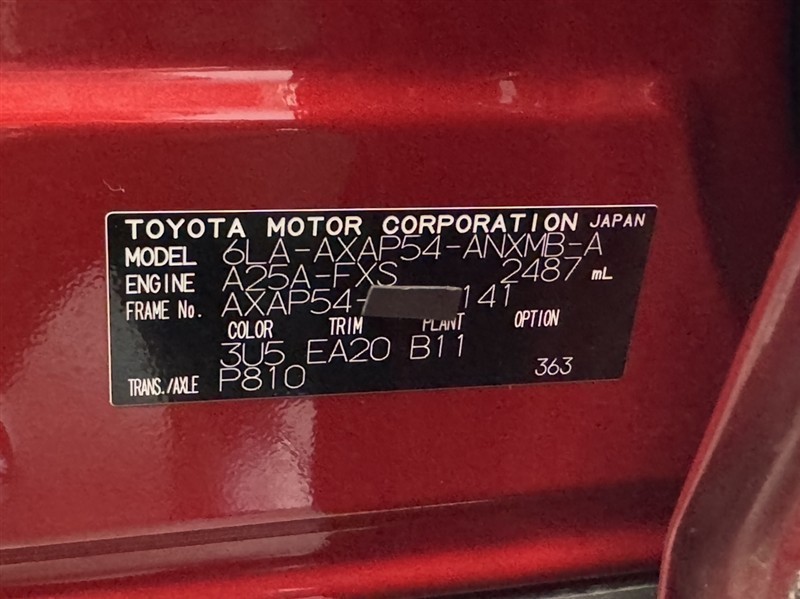 TOYOTA MOTOR CORPORATION JAPAN
MODEL 6LA-AXAP54-ANXMB-A
ENGINE A25A-FXS 2487 mL
FRAME No. AXAP54- 141
COLOR TRIM PLANT OPTION
3U5 EA20 B11
TRANS./AXLE P810 363